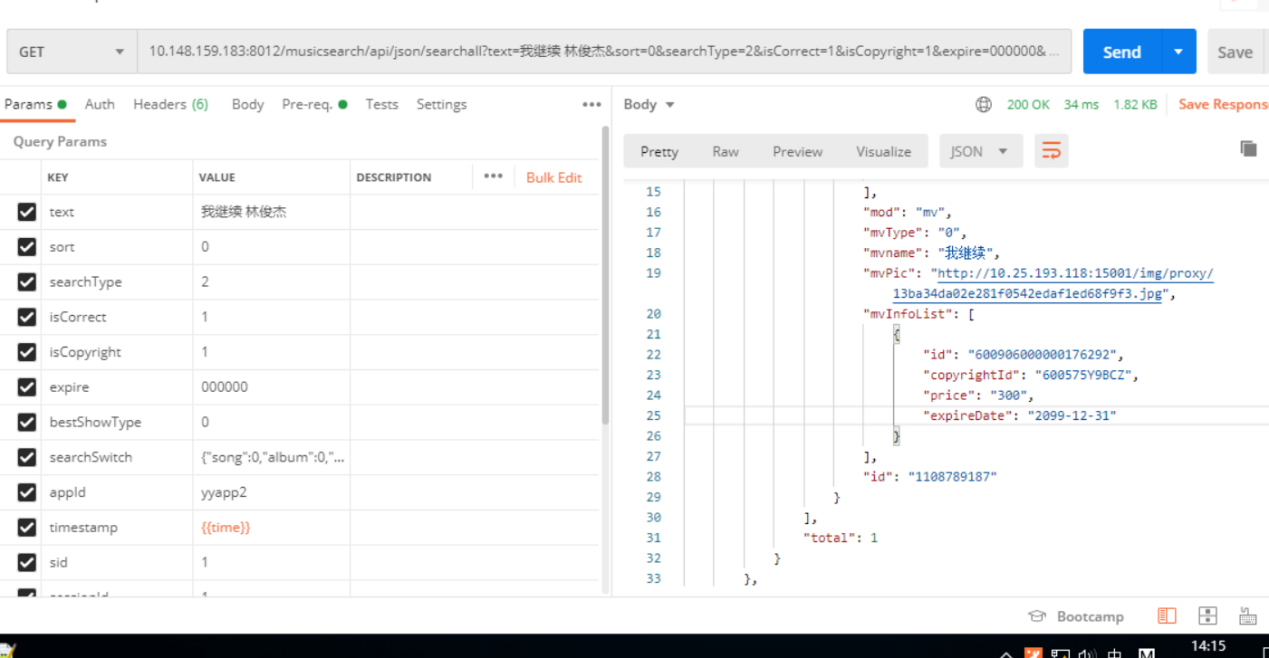 GET
10.148.159.183:8012/musicsearch/api/json/searchall?text=我继续 林俊杰&sort=0&searchType=2&isCorrect=1&isCopyright=1&expire=000000& ...
Send
Save
Params
Auth
Headers (6)
Body
Pre-req.
Tests
Settings
Query Params
KEY VALUE DESCRIPTION ••• Bulk Edit
text 我继续 林俊杰
sort 0
searchType 2
isCorrect 1
isCopyright 1
expire 000000
bestShowType 0
searchSwitch {"song":0,"album":0,"...
appId yyapp2
timestamp {{time}}
sid 1
Body
200 OK 34 ms 1.82 KB Save Respons
Pretty Raw Preview Visualize JSON
15 ],
16 "mod": "mv",
17 "mvType": "0",
18 "mvname": "我继续",
19 "mvPic": "http://10.25.193.118:15001/img/proxy/
13ba34da02e281f0542edaf1ed68f9f3.jpg",
20 "mvInfoList": [
21 {
22 "id": "600906000000176292",
23 "copyrightId": "600575Y9BCZ",
24 "price": "300",
25 "expireDate": "2099-12-31"
26 }
27 ],
28 "id": "1108789187"
29 }
30 ],
31 "total": 1
32 }
33 },
Bootcamp
中
M
14:15